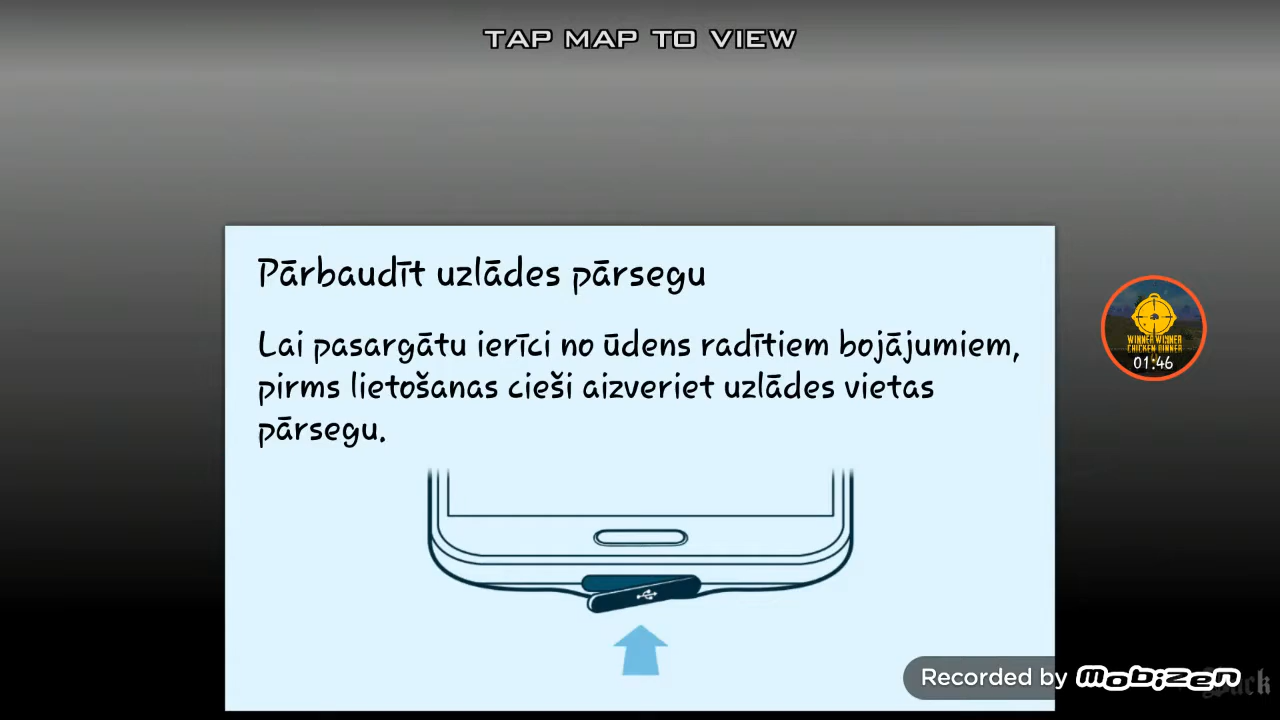 TAP MAP TO VIEW
Pārbaudīt uzlādes pārsegu
Lai pasargātu ierīci no ūdens radītiem bojājumiem,
pirms lietošanas cieši aizveriet uzlādes vietas
pārsegu.
WINNER WINNER
CHICKEN DINNER
01:46
Recorded by mobizen
Back